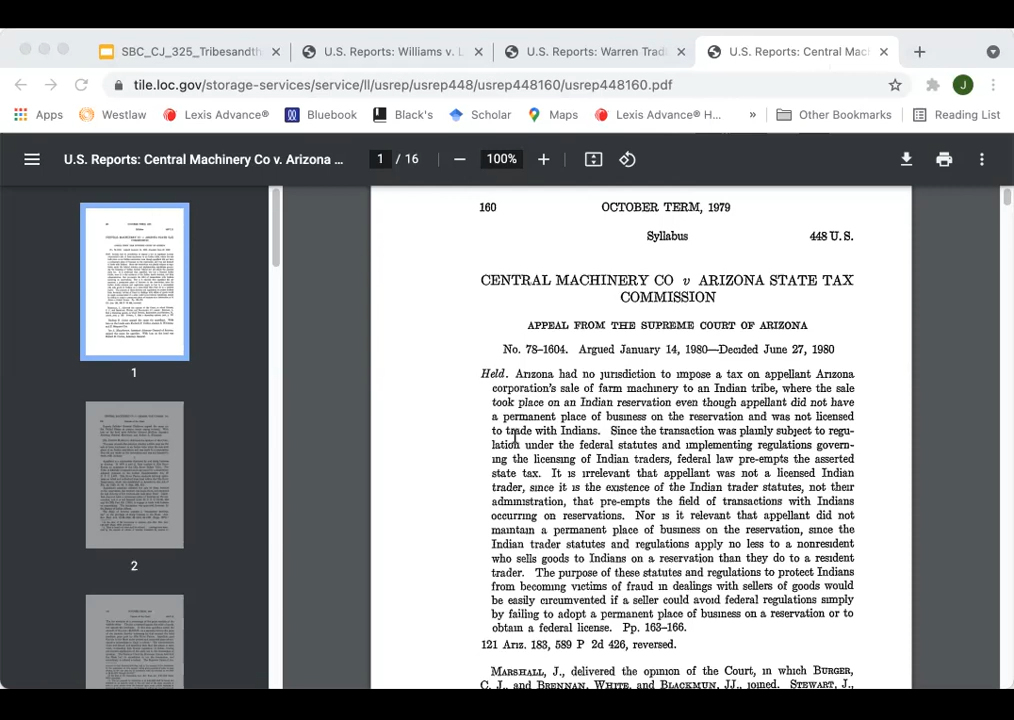 SBC_CJ_325_Tribesandth
U.S. Reports: Williams v. L
U.S. Reports: Warren Tradi
U.S. Reports: Central Mac
tile.loc.gov/storage-services/service/ll/usrep/usrep448/usrep448160/usrep448160.pdf
J
Apps
Westlaw
Lexis Advance®
Bluebook
Black's
Scholar
Maps
Lexis Advance® H...
»
Other Bookmarks
Reading List
U.S. Reports: Central Machinery Co v. Arizona ...
1 / 16
100%
1
2
160 OCTOBER TERM, 1979
Syllabus 448 U.S.
CENTRAL MACHINERY CO v ARIZONA STATE TAX
COMMISSION
APPEAL FROM THE SUPREME COURT OF ARIZONA
No. 78-1604. Argued January 14, 1980—Decided June 27, 1980
Held. Arizona had no jurisdiction to impose a tax on appellant Arizona
corporation's sale of farm machinery to an Indian tribe, where the sale
took place on an Indian reservation even though appellant did not have
a permanent place of business on the reservation and was not licensed
to trade with Indians. Since the transaction was plainly subject to regu-
lation under the federal statutes and implementing regulations govern-
ing the licensing of Indian traders, federal law pre-empts the asserted
state tax. It is irrelevant that appellant was not a licensed Indian
trader, since it is the existence of the Indian trader statutes, not their
administration, that pre-empts the field of transactions with Indians
occurring on reservations. Nor is it relevant that appellant did not
maintain a permanent place of business on the reservation, since the
Indian trader statutes and regulations apply no less to a nonresident
who sells goods to Indians on a reservation than they do to a resident
trader. The purpose of these statutes and regulations to protect Indians
from becoming victims of fraud in dealings with sellers of goods would
be easily circumvented if a seller could avoid federal regulations simply
by failing to adopt a permanent place of business on a reservation or to
obtain a federal license. Pp. 163-166.
121 Ariz. 183, 589 P 2d 426, reversed.
MARSHALL, J., delivered the opinion of the Court, in which BURGER,
C. J., and BRENNAN, WHITE, and BLACKMUN, JJ., joined. STEWART, J.,